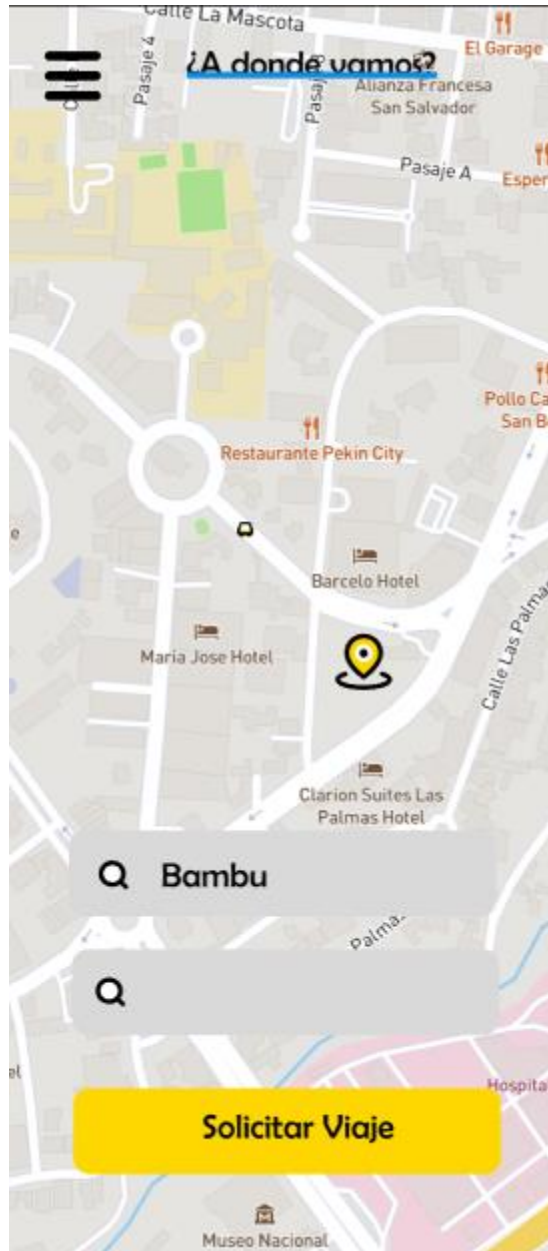 Calle La Mascota
El Garage
¿A donde vamos?
Pasaje 4
Alianza Francesa
San Salvador
Pasaje A
Esper
Pollo Ca
San B
Restaurante Pekin City
Barcelo Hotel
Maria Jose Hotel
Calle Las Palmas
Clarion Suites Las
Palmas Hotel
Bambu
Palma
Solicitar Viaje
Hospita
Museo Nacional